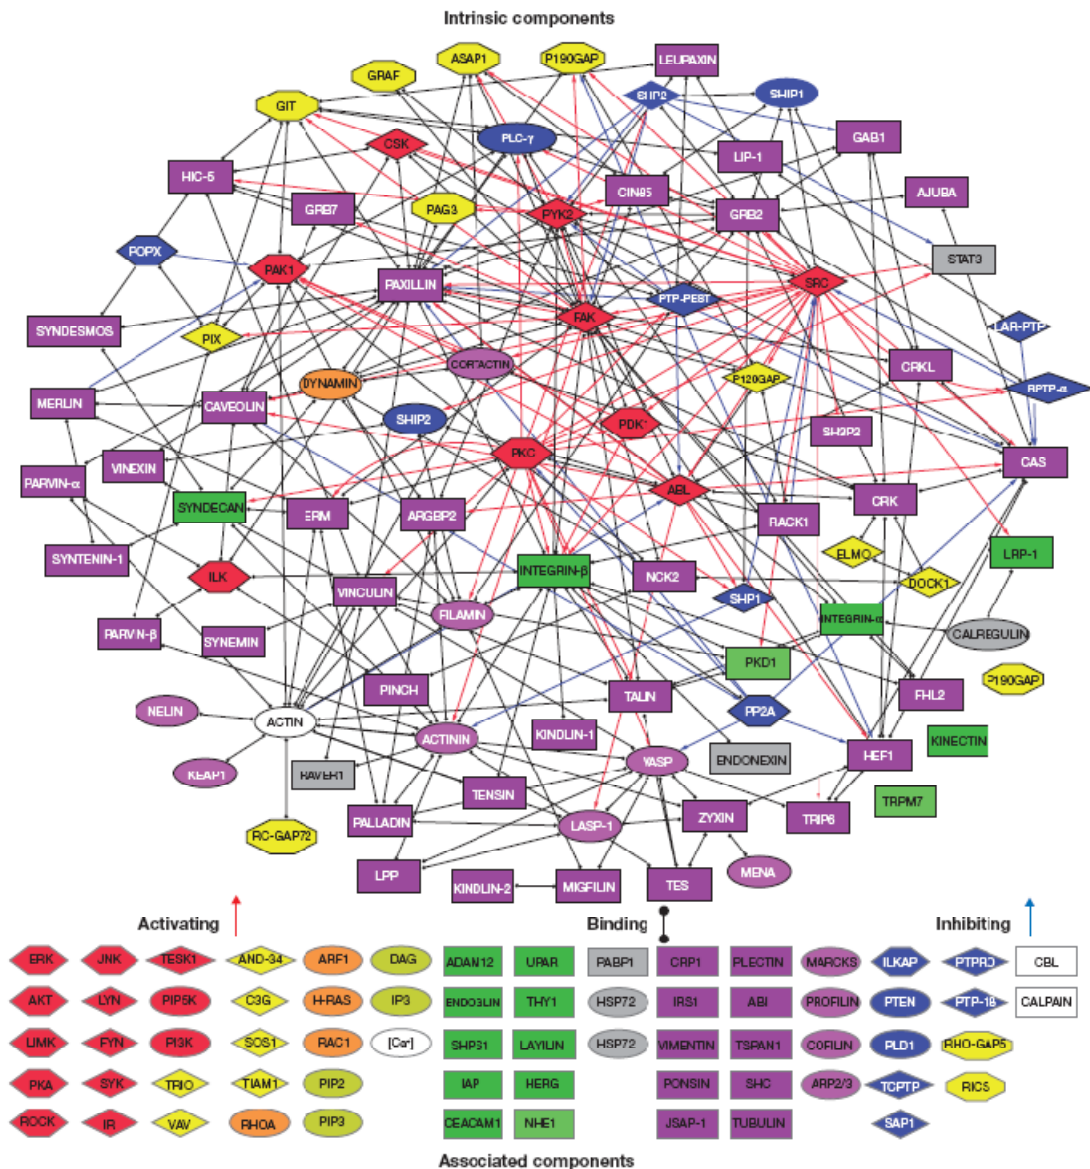 Intrinsic components
ASAP1
P190GAP
LEUPAXIN
GRAF
SHP2
SHIP1
GIT
CSK
PLC-γ
GAB1
LIP-1
HIC-5
CIN85
AJUBA
GRB7
PAG3
PYK2
GRB2
POPX
PAK1
STAT3
PAXILLIN
SRC
PTP-PEST
FAK
SYNDESMOS
PIX
LAR-PTP
CORTACTIN
CRKL
DYNAMIN
P120GAP
RPTP-α
MERLIN
CAVEOLIN
SHIP2
PDK1
SH3P2
PKC
CAS
PARVIN-α
VINEXIN
ABL
CRK
SYNDECAN
ERM
ARGBP2
RACK1
SYNTENIN-1
ELMO
LRP-1
ILK
INTEGRIN-β
NCK2
DOCK1
VINCULIN
SHP1
FILAMIN
INTEGRIN-α
PARVIN-β
SYNEMIN
CALREGULIN
PKD1
P190GAP
PINCH
TALIN
FHL2
NELIN
ACTIN
PP2A
ACTININ
KINDLIN-1
KINECTIN
KEAP1
RAVER1
VASP
ENDONEXIN
HEF1
TENSIN
TRPM7
PALLADIN
LASP-1
ZYXIN
TRIP6
RC-GAP72
LPP
KINDLIN-2
MIGFILIN
TES
MENA
Activating
Binding
Inhibiting
ERK JNK TESK1 AND-34 ARF1 DAG ADAM12 UPAR PABP1 CRP1 PLECTIN MARCKS ILKAP PTPRO CBL
AKT LYN PIP5K C3G H-RAS IP3 ENDOGLIN THY1 HSP72 IRS1 ABI PROFILIN PTEN PTP-18 CALPAIN
LIMK FYN PI3K SOS1 RAC1 SHPS1 LAYILIN HSP72 VIMENTIN TSPAN1 COFILIN PLD1 RHO-GAP5
PKA SYK TRIO TIAM1 PIP2 IAP HERG PONSIN SHC ARP2/3 TCPTP RICS
ROCK IR VAV RHOA PIP3 CEACAM1 NHE1 JSAP-1 TUBULIN SAP1
Associated components